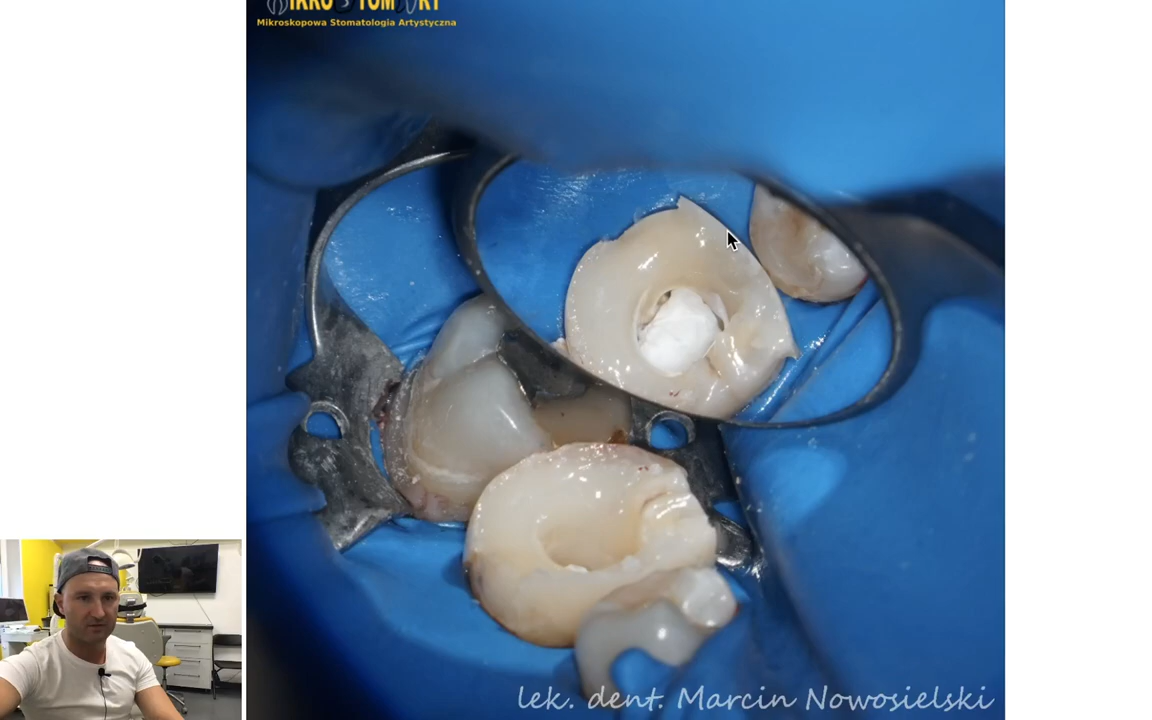 Mikroskopowa Stomatologia Artystyczna
lek. dent. Marcin Nowosielski